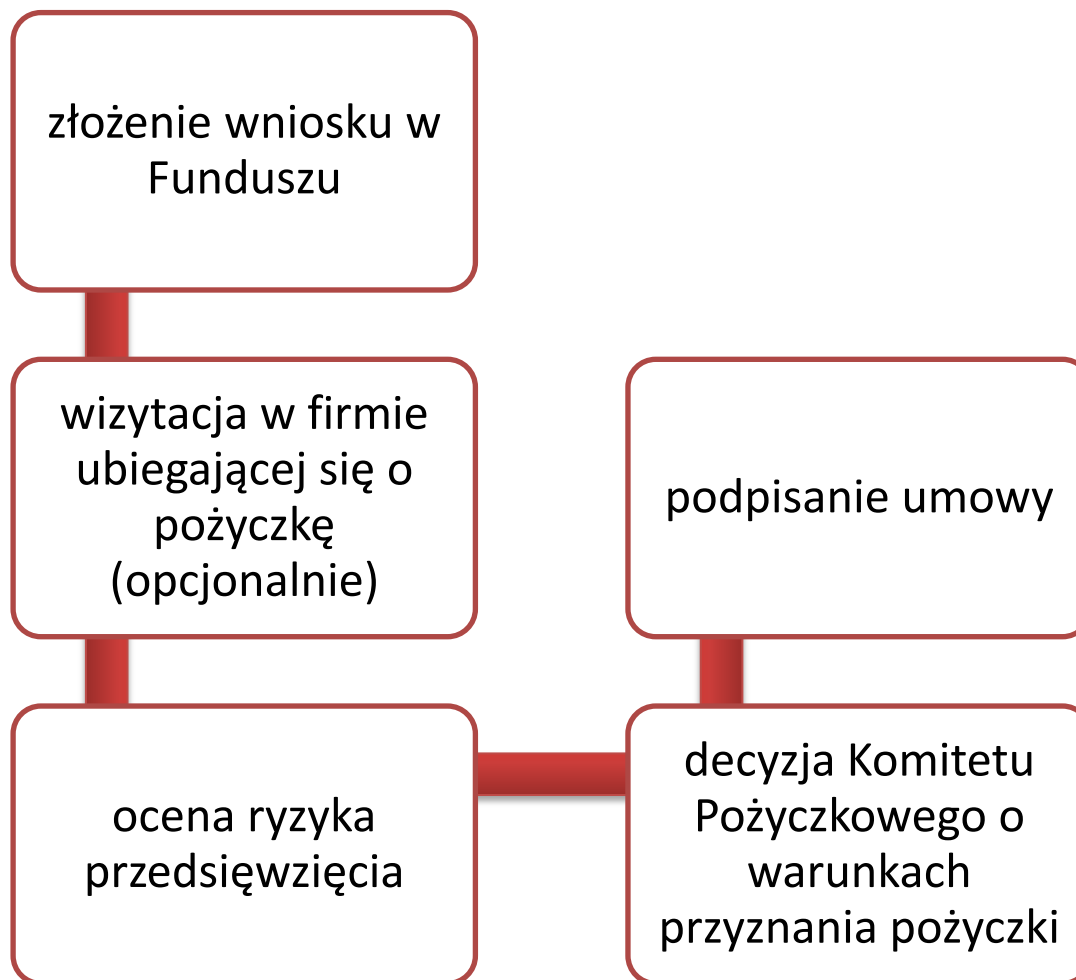 złożenie wniosku w
Funduszu
wizytacja w firmie
ubiegającej się o
pożyczkę
(opcjonalnie)
ocena ryzyka
przedsięwzięcia
decyzja Komitetu
Pożyczkowego o
warunkach
przyznania pożyczki
podpisanie umowy